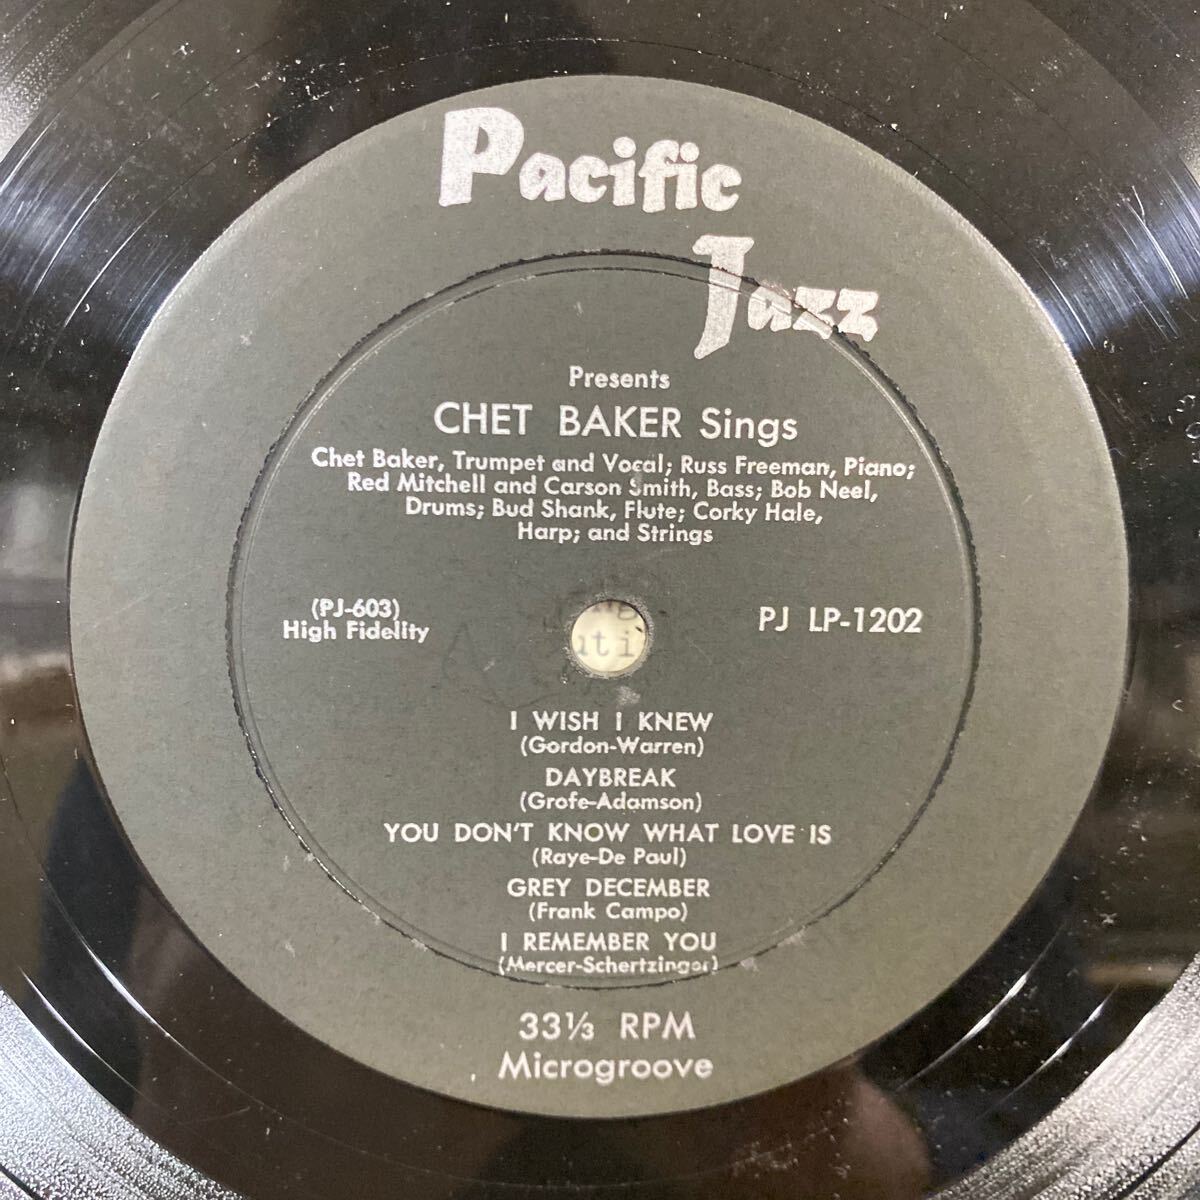 Pacific
Jazz
Presents
CHET BAKER Sings
Chet Baker, Trumpet and Vocal; Russ Freeman, Piano;
Red Mitchell and Carson Smith, Bass; Bob Neel,
Drums; Bud Shank, Flute; Corky Hale,
Harp; and Strings
(PJ-603)
High Fidelity
PJ LP-1202
I WISH I KNEW
(Gordon-Warren)
DAYBREAK
(Grofe-Adamson)
YOU DON'T KNOW WHAT LOVE IS
(Raye-De Paul)
GREY DECEMBER
(Frank Campo)
I REMEMBER YOU
(Mercer-Schertzinger)
33⅓ RPM
Microgroove